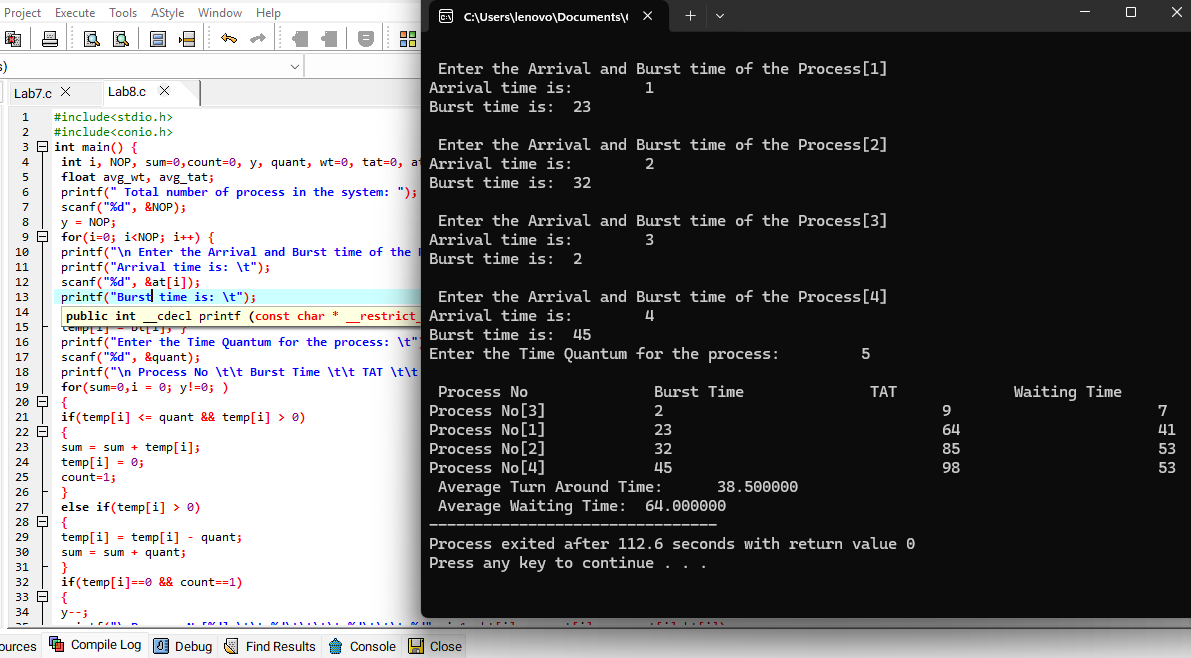 Project Execute Tools AStyle Window Help
C:\Users\lenovo\Documents\
Lab7.c Lab8.c
1 #include<stdio.h>
2 #include<conio.h>
3 int main() {
4 int i, NOP, sum=0,count=0, y, quant, wt=0, tat=0,
5 float avg_wt, avg_tat;
6 printf(" Total number of process in the system: ");
7 scanf("%d", &NOP);
8 y = NOP;
9 for(i=0; i<NOP; i++) {
10 printf("\n Enter the Arrival and Burst time of the
11 printf("Arrival time is: \t");
12 scanf("%d", &at[i]);
13 printf("Burst time is: \t");
14 public int __cdecl printf (const char * __restrict_
15 temp[i] = bt[i]; }
16 printf("Enter the Time Quantum for the process: \t"
17 scanf("%d", &quant);
18 printf("\n Process No \t\t Burst Time \t\t TAT \t\t
19 for(sum=0,i = 0; y!=0; )
20 {
21 if(temp[i] <= quant && temp[i] > 0)
22 {
23 sum = sum + temp[i];
24 temp[i] = 0;
25 count=1;
26 }
27 else if(temp[i] > 0)
28 {
29 temp[i] = temp[i] - quant;
30 sum = sum + quant;
31 }
32 if(temp[i]==0 && count==1)
33 {
34 y--;
Compile Log Debug Find Results Console Close
Enter the Arrival and Burst time of the Process[1]
Arrival time is: 1
Burst time is: 23
Enter the Arrival and Burst time of the Process[2]
Arrival time is: 2
Burst time is: 32
Enter the Arrival and Burst time of the Process[3]
Arrival time is: 3
Burst time is: 2
Enter the Arrival and Burst time of the Process[4]
Arrival time is: 4
Burst time is: 45
Enter the Time Quantum for the process: 5
Process No Burst Time TAT Waiting Time
Process No[3] 2 9 7
Process No[1] 23 64 41
Process No[2] 32 85 53
Process No[4] 45 98 53
Average Turn Around Time: 38.500000
Average Waiting Time: 64.000000
--------------------------------
Process exited after 112.6 seconds with return value 0
Press any key to continue . . .